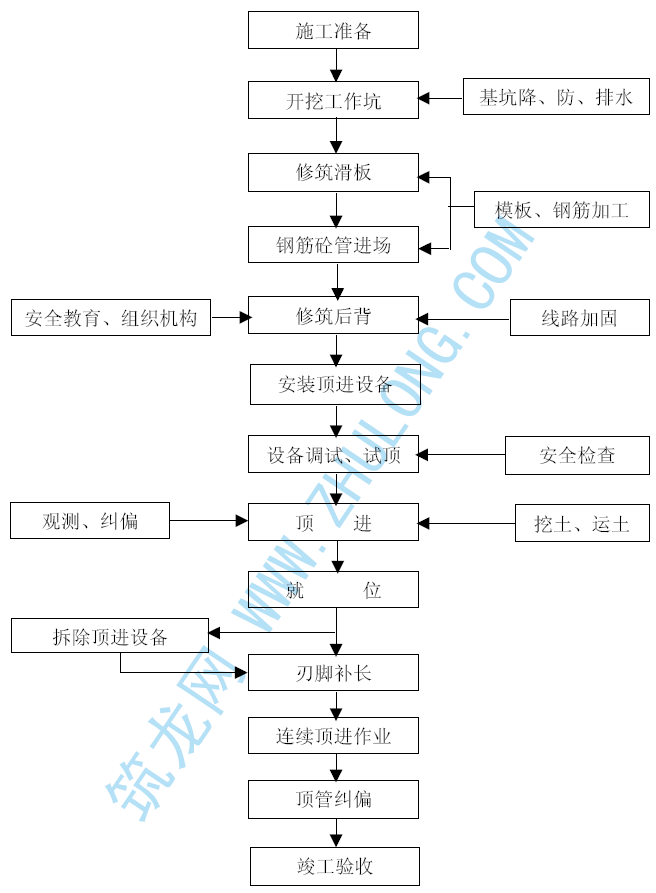 施工准备
开挖工作坑
基坑降、防、排水
修筑滑板
模板、钢筋加工
钢筋砼管进场
安全教育、组织机构
修筑后背
线路加固
安装顶进设备
设备调试、试顶
安全检查
观测、纠偏
顶 进
挖土、运土
就 位
拆除顶进设备
刃脚补长
连续顶进作业
顶管纠偏
竣工验收
筑龙网 WWW.ZHULONG.COM